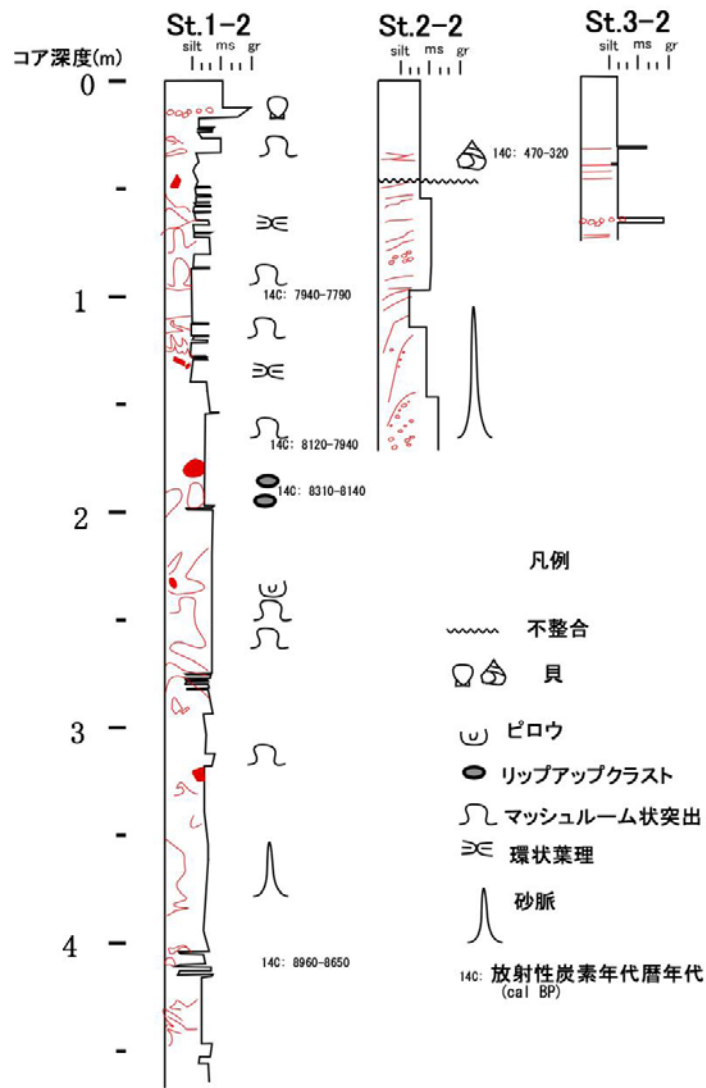 St.1-2
St.2-2
St.3-2
silt ms gr
silt ms gr
silt ms gr
コア深度(m)
0
14C: 470-320
1
14C: 7940-7790
14C: 8120-7940
14C: 8310-8140
2
凡例
不整合
貝
3
ピロウ
リップアップクラスト
マッシュルーム状突出
環状葉理
砂脈
4
14C: 8960-8650
14C: 放射性炭素年代暦年代
(cal BP)